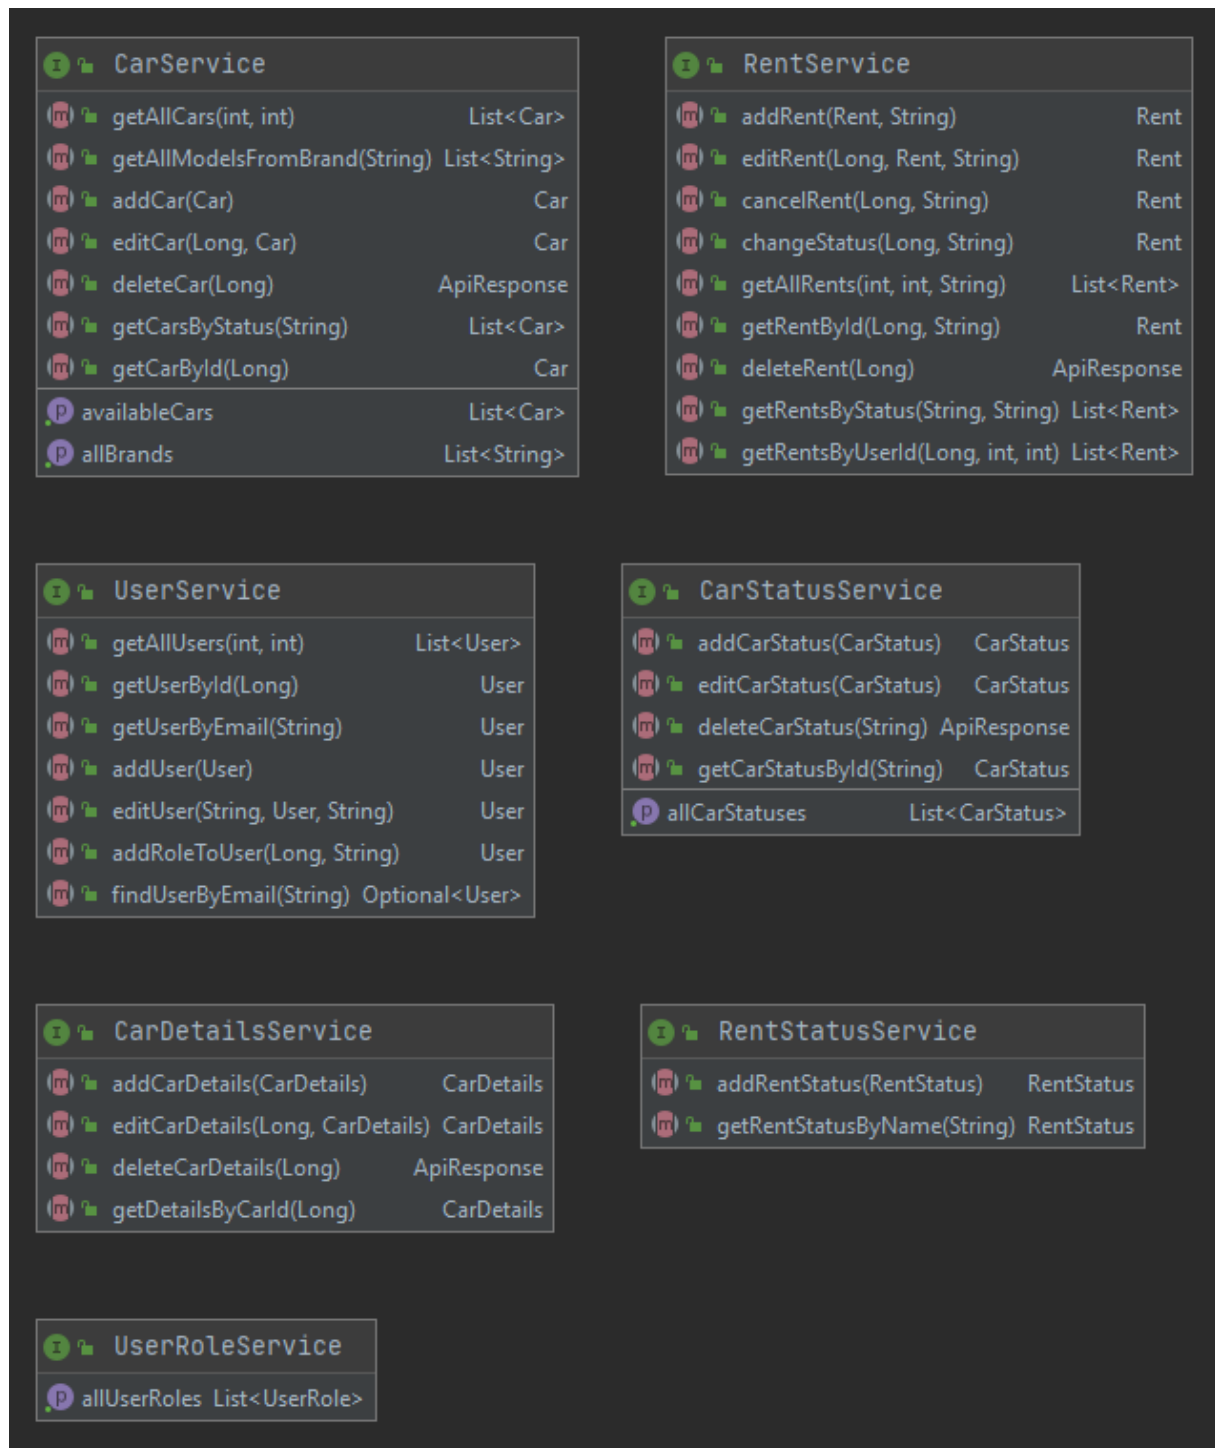 CarService
getAllCars(int, int) List<Car>
getAllModelsFromBrand(String) List<String>
addCar(Car) Car
editCar(Long, Car) Car
deleteCar(Long) ApiResponse
getCarsByStatus(String) List<Car>
getCarById(Long) Car
availableCars List<Car>
allBrands List<String>
RentService
addRent(Rent, String) Rent
editRent(Long, Rent, String) Rent
cancelRent(Long, String) Rent
changeStatus(Long, String) Rent
getAllRents(int, int, String) List<Rent>
getRentById(Long, String) Rent
deleteRent(Long) ApiResponse
getRentsByStatus(String, String) List<Rent>
getRentsByUserId(Long, int, int) List<Rent>
UserService
getAllUsers(int, int) List<User>
getUserById(Long) User
getUserByEmail(String) User
addUser(User) User
editUser(String, User, String) User
addRoleToUser(Long, String) User
findUserByEmail(String) Optional<User>
CarStatusService
addCarStatus(CarStatus) CarStatus
editCarStatus(CarStatus) CarStatus
deleteCarStatus(String) ApiResponse
getCarStatusById(String) CarStatus
allCarStatuses List<CarStatus>
CarDetailsService
addCarDetails(CarDetails) CarDetails
editCarDetails(Long, CarDetails) CarDetails
deleteCarDetails(Long) ApiResponse
getDetailsByCarId(Long) CarDetails
RentStatusService
addRentStatus(RentStatus) RentStatus
getRentStatusByName(String) RentStatus
UserRoleService
allUserRoles List<UserRole>